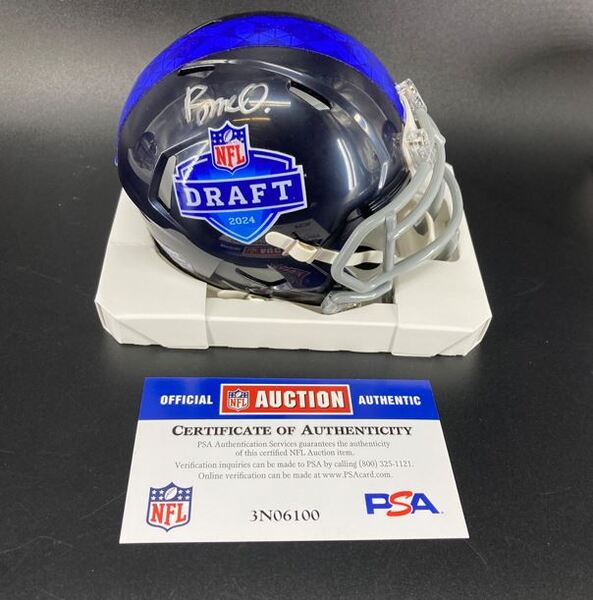 NFL
DRAFT
2024
OFFICIAL NFL AUCTION AUTHENTIC
CERTIFICATE OF AUTHENTICITY
PSA Authentication Services guarantees the authenticity
of this certified NFL Auction item.
Verification inquiries can be made to PSA by calling (800) 325-1121.
Online verification can be made at www.PSAcard.com.
NFL
3N06100
PSA